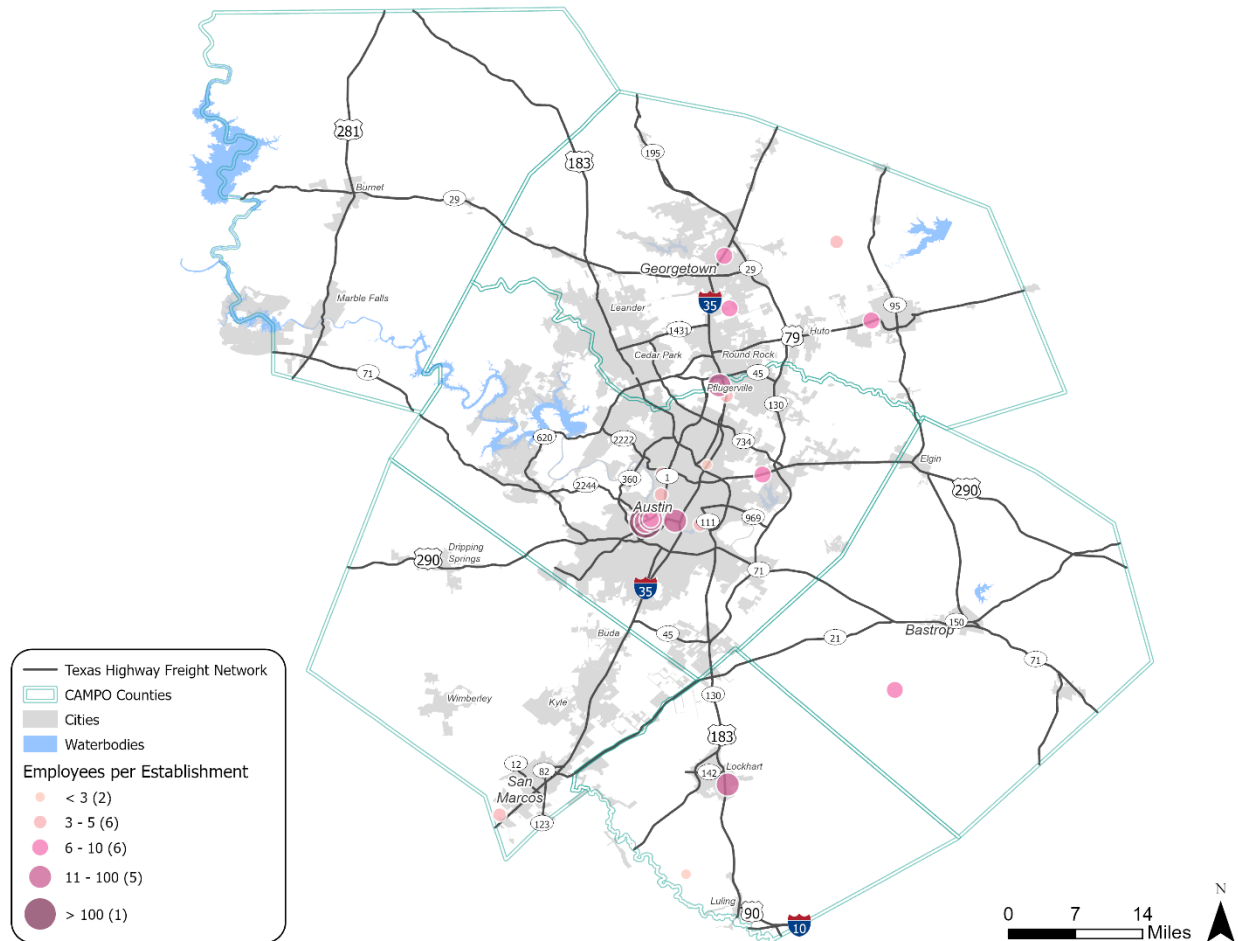 195
281
183
Burnet
29
Georgetown
29
35
95
Marble Falls
Leander
1431
79
Huto
Cedar Park
Round Rock
71
45
Pflugerville
130
620
2222
734
Elgin
360
1
2244
290
Austin
111
969
290
Dripping
Springs
71
35
150
Bastrop
Buda
45
21
71
130
Wimberley
Kyle
183
12
82
142
Lockhart
San
Marcos
123
Luling
90
10
Texas Highway Freight Network
CAMPO Counties
Cities
Waterbodies
Employees per Establishment
< 3 (2)
3 - 5 (6)
6 - 10 (6)
11 - 100 (5)
> 100 (1)
N
0 7 14
Miles